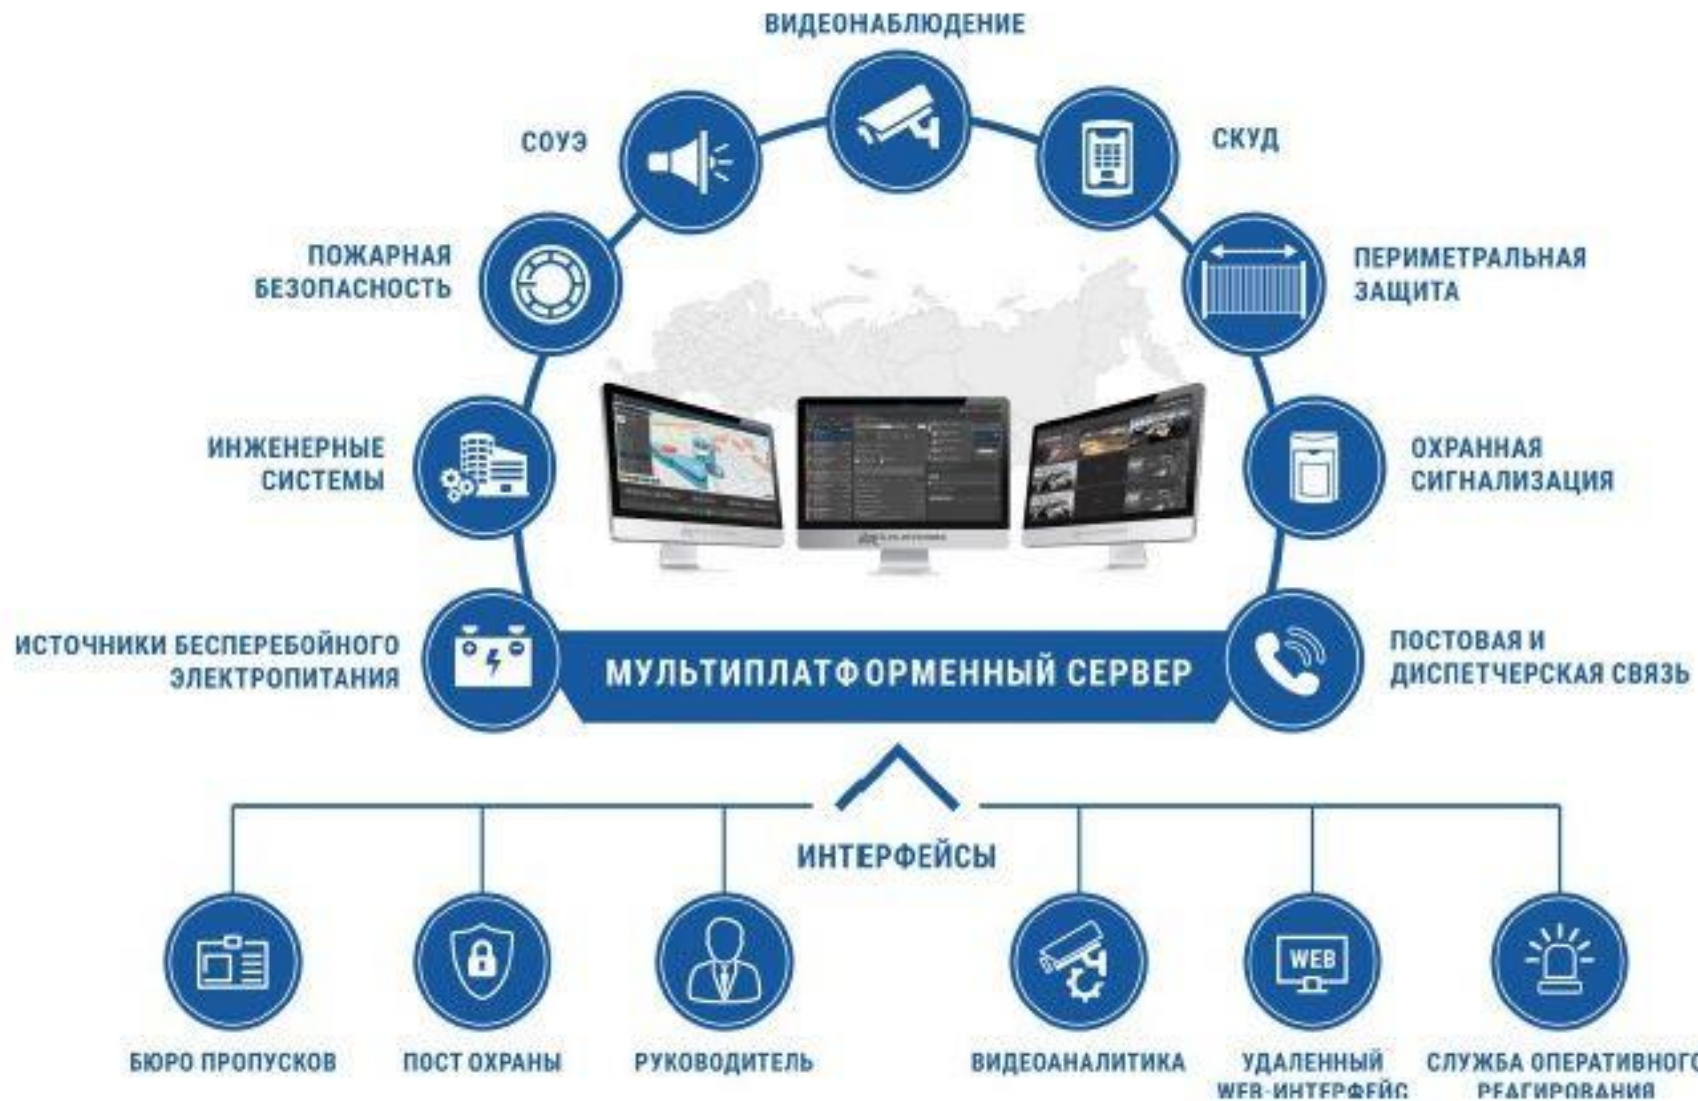 ВИДЕОНАБЛЮДЕНИЕ
СОУЭ
СКУД
ПОЖАРНАЯ
БЕЗОПАСНОСТЬ
ПЕРИМЕТРАЛЬНАЯ
ЗАЩИТА
ИНЖЕНЕРНЫЕ
СИСТЕМЫ
ОХРАННАЯ
СИГНАЛИЗАЦИЯ
ИСТОЧНИКИ БЕСПЕРЕБОЙНОГО
ЭЛЕКТРОПИТАНИЯ
МУЛЬТИПЛАТФОРМЕННЫЙ СЕРВЕР
ПОСТОВАЯ И
ДИСПЕТЧЕРСКАЯ СВЯЗЬ
ИНТЕРФЕЙСЫ
WEB
БЮРО ПРОПУСКОВ
ПОСТ ОХРАНЫ
РУКОВОДИТЕЛЬ
ВИДЕОАНАЛИТИКА
УДАЛЕННЫЙ
WEB-ИНТЕРФЕЙС
СЛУЖБА ОПЕРАТИВНОГО
РЕАГИРОВАНИЯ